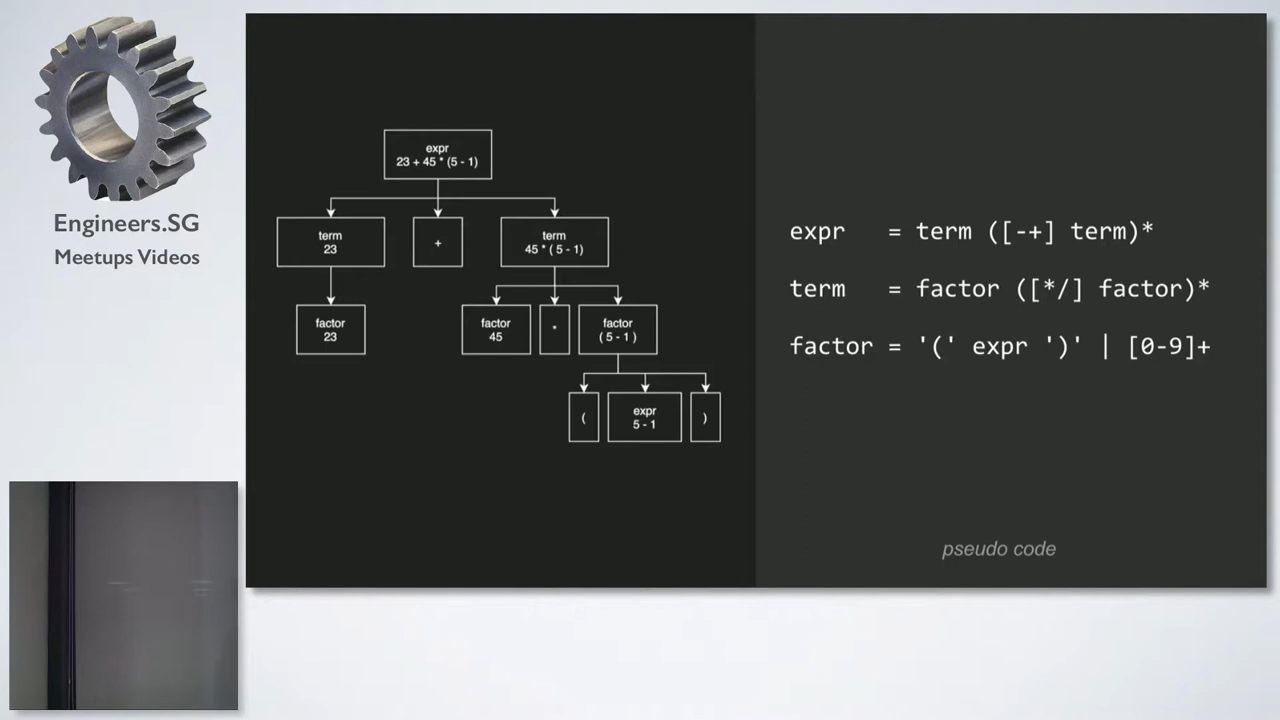 Engineers.SG
Meetups Videos
expr
23 + 45 * (5 - 1)
term
23
+
term
45 * ( 5 - 1)
factor
23
factor
45
*
factor
( 5 - 1 )
(
expr
5 - 1
)
expr = term ([-+] term)*
term = factor ([*/] factor)*
factor = '(' expr ')' | [0-9]+
pseudo code